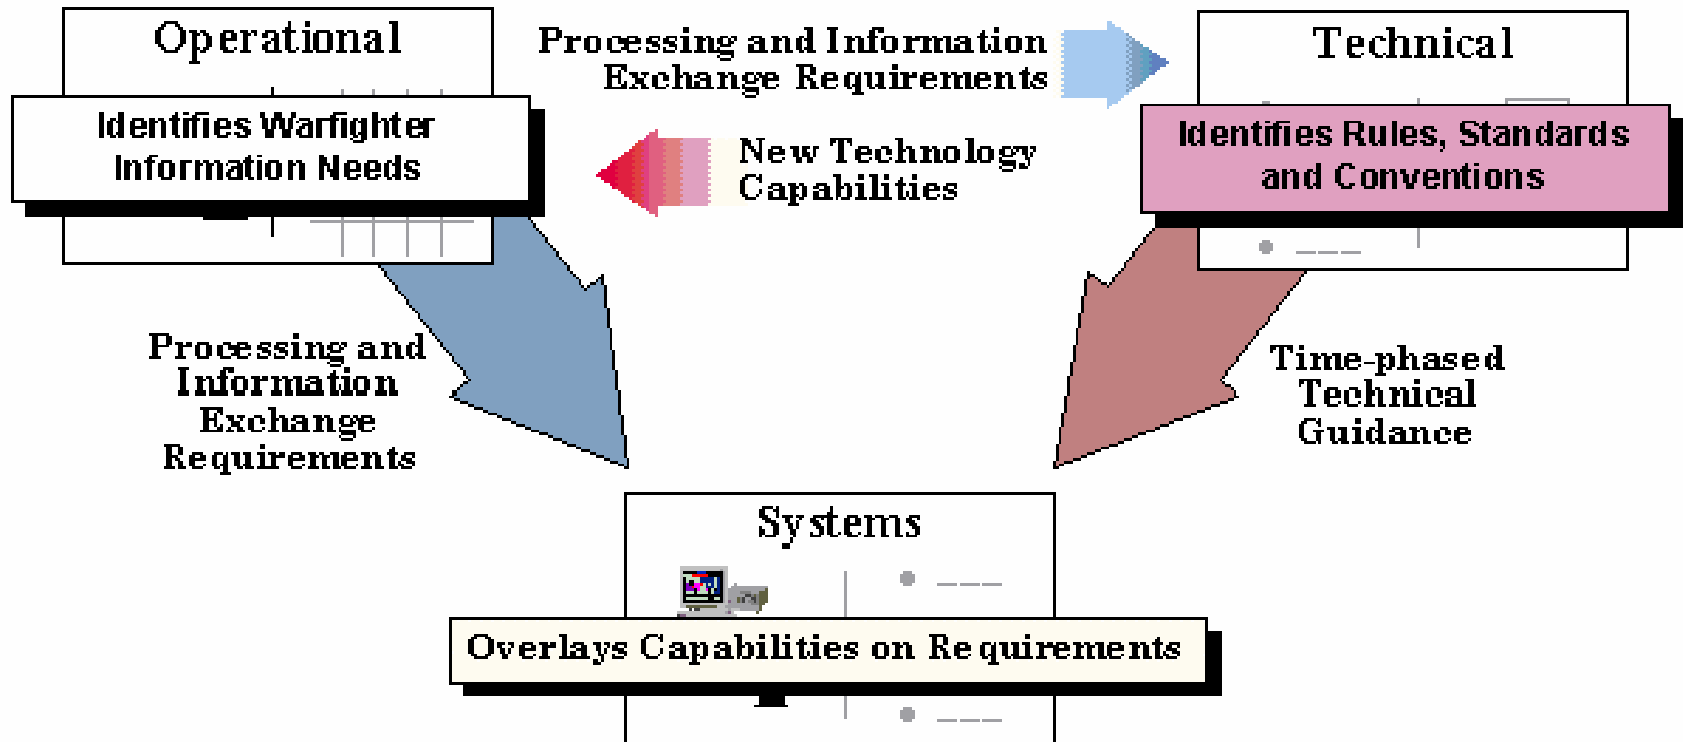 Operational
Identifies Warfighter
Information Needs
Processing and Information
Exchange Requirements
New Technology
Capabilities
Technical
Identifies Rules, Standards
and Conventions
Processing and
Information
Exchange
Requirements
Time-phased
Technical
Guidance
Systems
Overlays Capabilities on Requirements